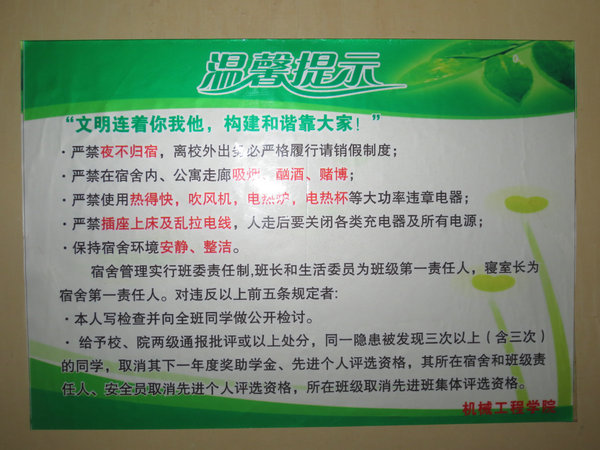 温馨提示
“文明连着你我他，构建和谐靠大家！”
·严禁夜不归宿，离校外出务必严格履行请销假制度；
·严禁在宿舍内、公寓走廊吸烟、酗酒、赌博；
·严禁使用热得快，吹风机，电热炉，电热杯等大功率违章电器；
·严禁插座上床及乱拉电线，人走后要关闭各类充电器及所有电源；
·保持宿舍环境安静、整洁。
宿舍管理实行班委责任制,班长和生活委员为班级第一责任人，寝室长为
宿舍第一责任人。对违反以上前五条规定者:
·本人写检查并向全班同学做公开检讨。
·给予校、院两级通报批评或以上处分，同一隐患被发现三次以上（含三次）
的同学，取消其下一年度奖助学金、先进个人评选资格，其所在宿舍和班级责
任人、安全员取消先进个人评选资格，所在班级取消先进班集体评选资格。
机械工程学院